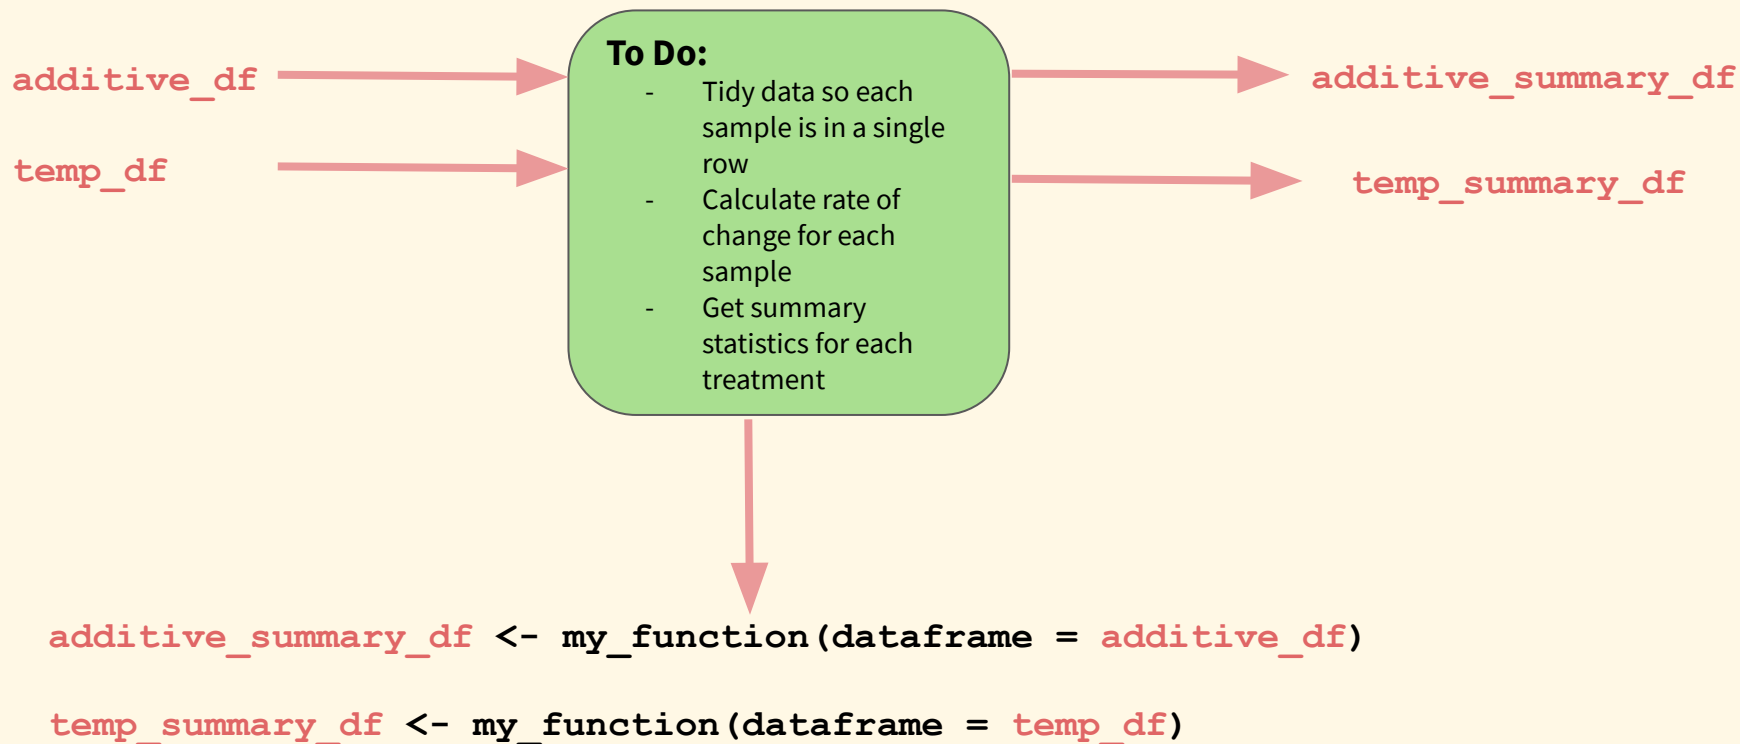 additive_df
temp_df
To Do:
- Tidy data so each
sample is in a single
row
- Calculate rate of
change for each
sample
- Get summary
statistics for each
treatment
additive_summary_df
temp_summary_df
additive_summary_df <- my_function(dataframe = additive_df)
temp_summary_df <- my_function(dataframe = temp_df)